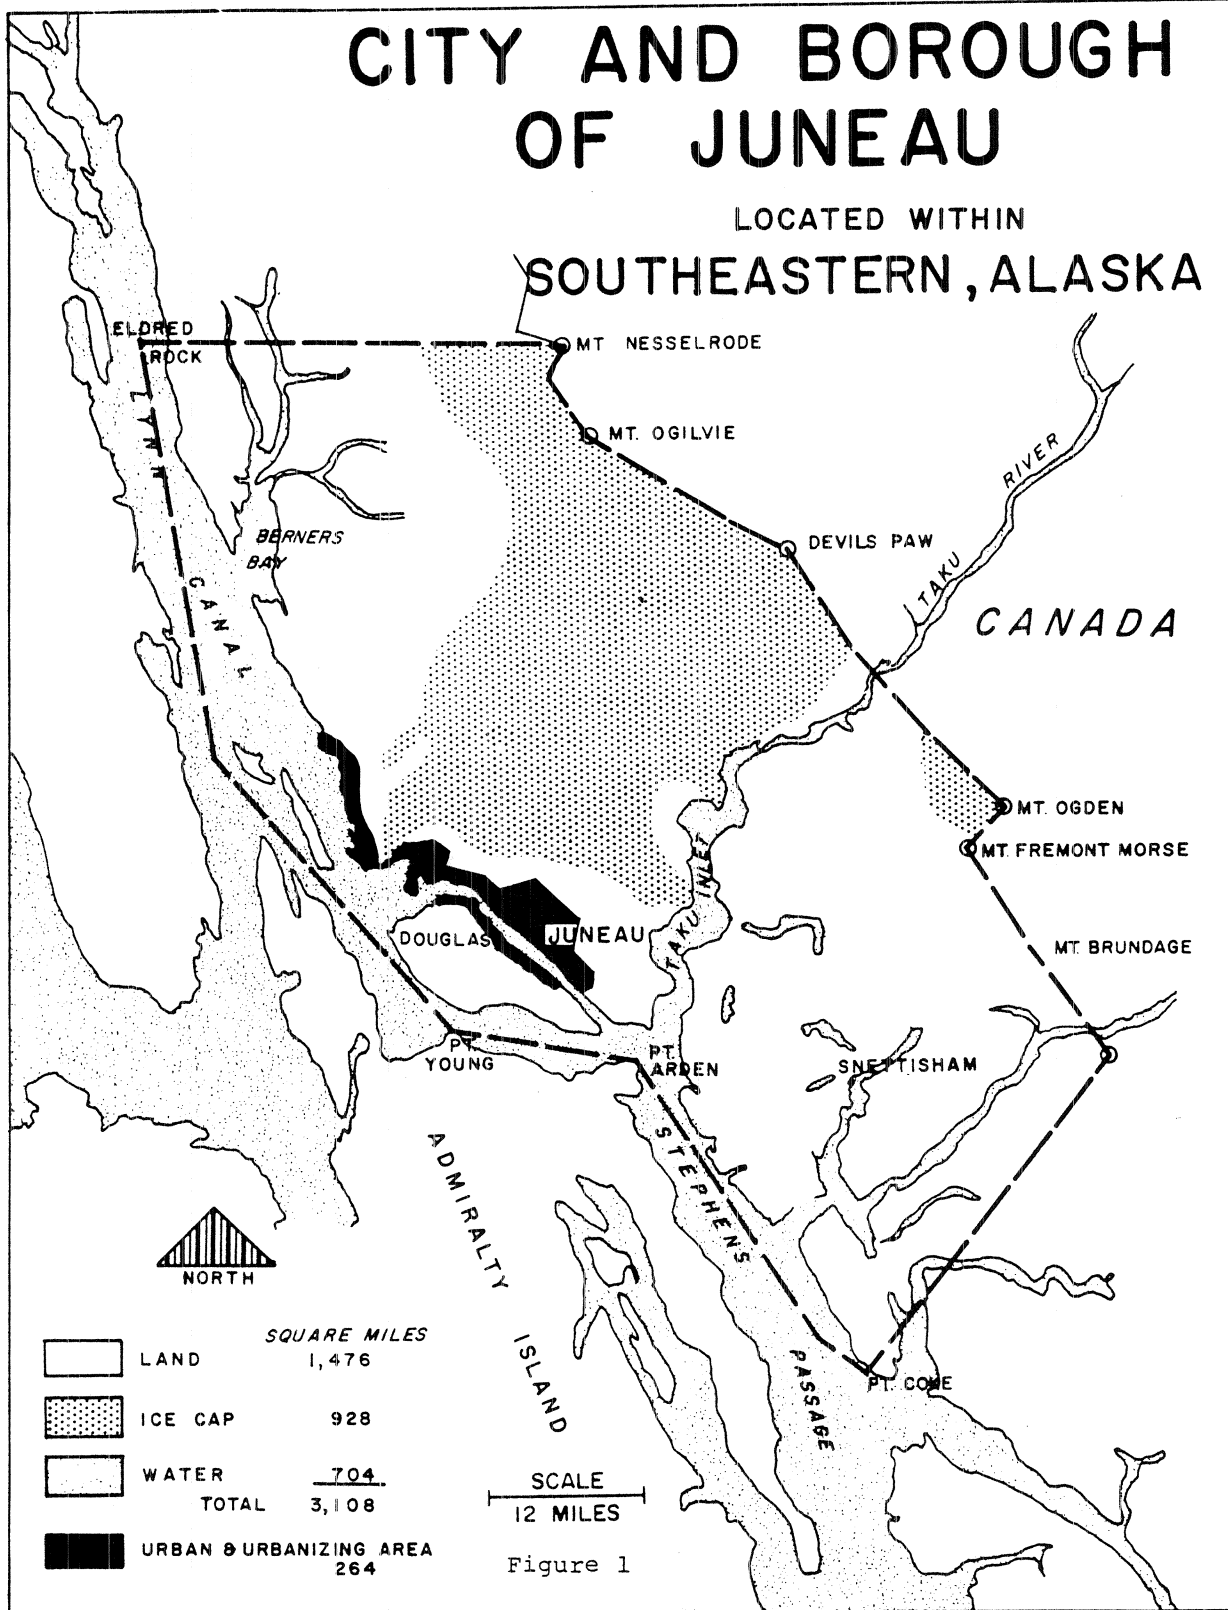 CITY AND BOROUGH
OF JUNEAU
LOCATED WITHIN
SOUTHEASTERN, ALASKA
ELDRED
ROCK
MT NESSELRODE
MT. OGILVIE
DEVILS PAW
TAKU RIVER
CANADA
LYNN CANAL
BERNERS
BAY
MT. OGDEN
MT. FREMONT MORSE
MT. BRUNDAGE
TAKU INLET
DOUGLAS
JUNEAU
PT.
YOUNG
PT.
ARDEN
SNETTISHAM
STEPHENS PASSAGE
ADMIRALTY ISLAND
PT. COKE
NORTH
SQUARE MILES
LAND 1,476
ICE CAP 928
WATER 704
TOTAL 3,108
URBAN & URBANIZING AREA
264
SCALE
12 MILES
Figure 1